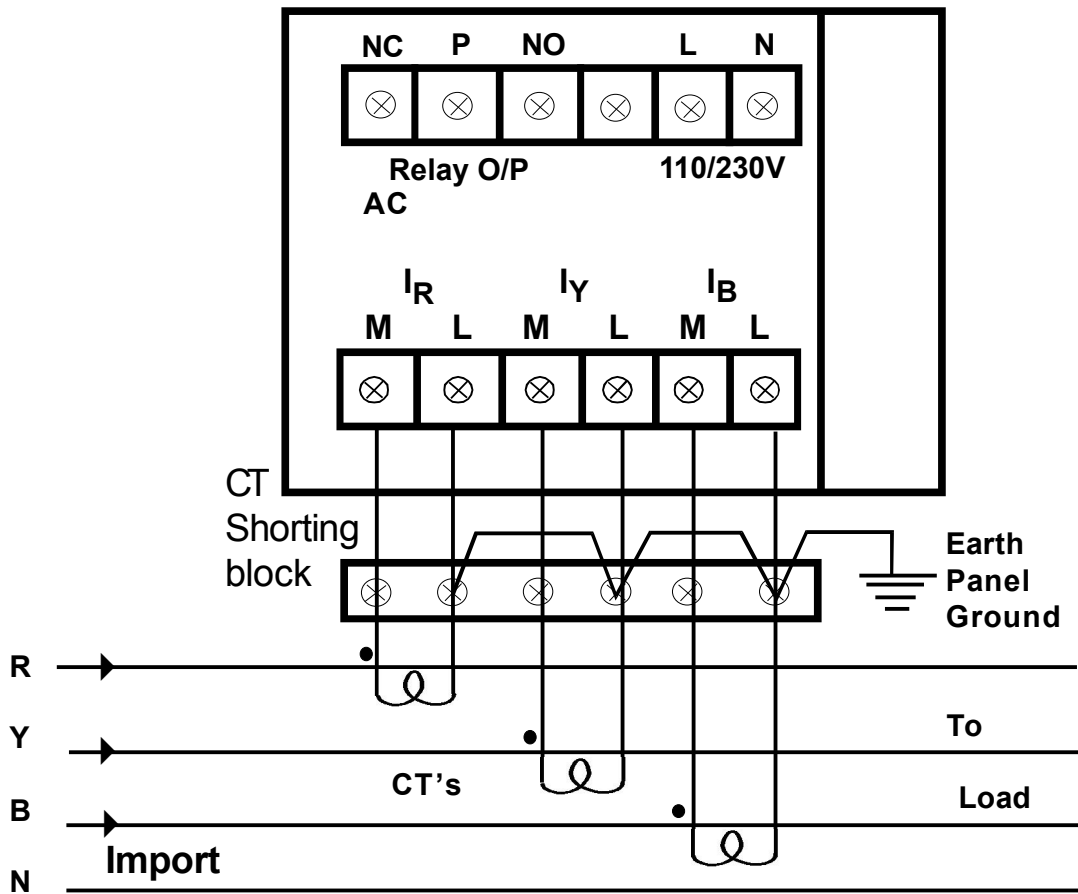 NC P NO L N
Relay O/P 110/230V
AC
IR IY IB
M L M L M L
CT
Shorting
block
Earth
Panel
Ground
R
Y
To
CT's
B
Load
Import
N